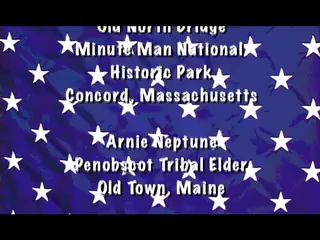 Old North Bridge
Minute Man National
Historic Park
Concord, Massachusetts
Arnie Neptune
Penobscot Tribal Elder
Old Town, Maine